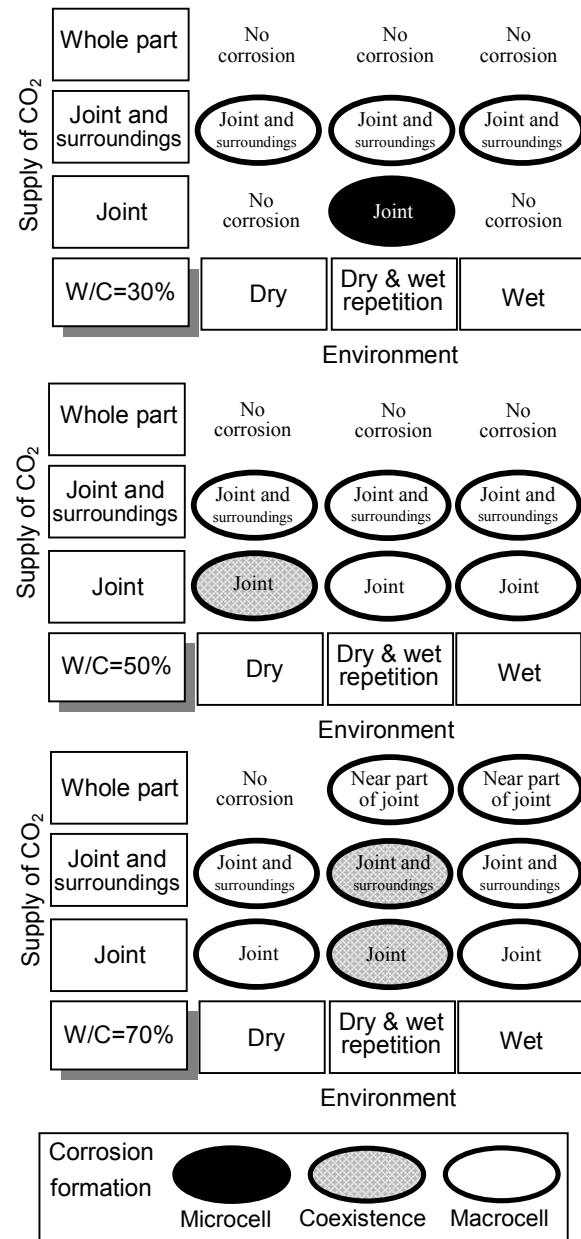 Supply of CO₂
Whole part
No
corrosion
No
corrosion
No
corrosion
Joint and
surroundings
Joint and
surroundings
Joint and
surroundings
Joint and
surroundings
Joint
No
corrosion
Joint
No
corrosion
W/C=30%
Dry
Dry & wet
repetition
Wet
Environment
Supply of CO₂
Whole part
No
corrosion
No
corrosion
No
corrosion
Joint and
surroundings
Joint and
surroundings
Joint and
surroundings
Joint and
surroundings
Joint
Joint
Joint
Joint
W/C=50%
Dry
Dry & wet
repetition
Wet
Environment
Supply of CO₂
Whole part
No
corrosion
Near part
of joint
Near part
of joint
Joint and
surroundings
Joint and
surroundings
Joint and
surroundings
Joint and
surroundings
Joint
Joint
Joint
Joint
W/C=70%
Dry
Dry & wet
repetition
Wet
Environment
Corrosion
formation
Microcell
Coexistence
Macrocell